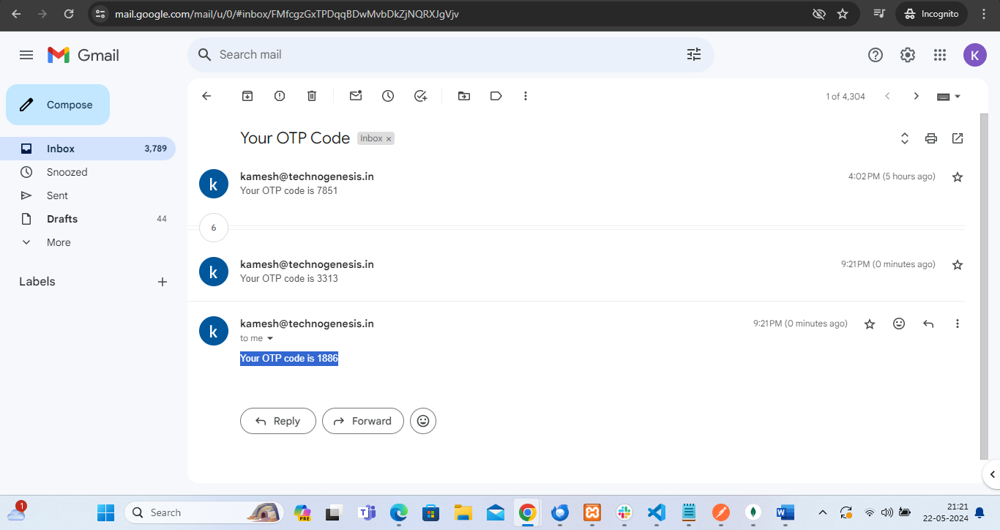 mail.google.com/mail/u/0/#inbox/FMfcgzGxTPDqqBDwMvbDkZjNQRXJgVjv
Incognito
Gmail
Search mail
K
Compose
1 of 4,304
Your OTP Code
Inbox ×
Inbox
3,789
Snoozed
Sent
Drafts
44
More
Labels
k
kamesh@technogenesis.in
4:02 PM (5 hours ago)
Your OTP code is 7851
6
k
kamesh@technogenesis.in
9:21 PM (0 minutes ago)
Your OTP code is 3313
k
kamesh@technogenesis.in
9:21 PM (0 minutes ago)
to me
Your OTP code is 1886
Reply
Forward
1
Search
PRE
21:21
22-05-2024